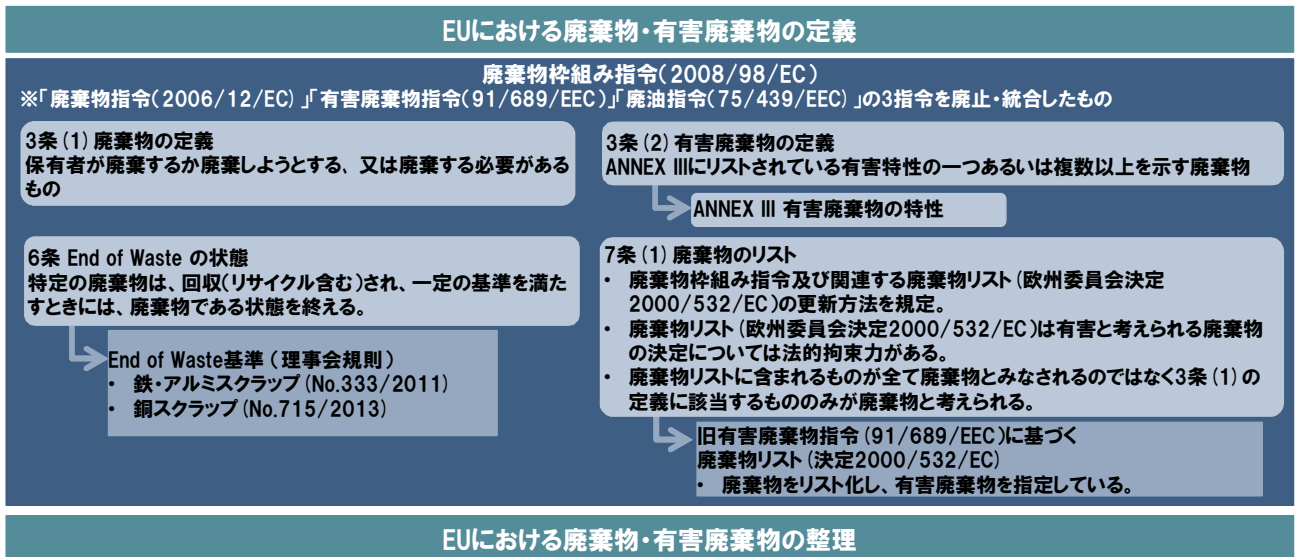 EUにおける廃棄物・有害廃棄物の定義
廃棄物枠組み指令(2008/98/EC)
※「廃棄物指令(2006/12/EC)」「有害廃棄物指令(91/689/EEC)」「廃油指令(75/439/EEC)」の3指令を廃止・統合したもの
3条(1)廃棄物の定義
保有者が廃棄するか廃棄しようとする、又は廃棄する必要がある
もの
3条(2)有害廃棄物の定義
ANNEX Ⅲにリストされている有害特性の一つあるいは複数以上を示す廃棄物
ANNEX Ⅲ 有害廃棄物の特性
6条 End of Waste の状態
特定の廃棄物は、回収(リサイクル含む)され、一定の基準を満た
すときには、廃棄物である状態を終える。
End of Waste基準(理事会規則)
・ 鉄・アルミスクラップ(No.333/2011)
・ 銅スクラップ(No.715/2013)
7条(1)廃棄物のリスト
・ 廃棄物枠組み指令及び関連する廃棄物リスト(欧州委員会決定
2000/532/EC)の更新方法を規定。
・ 廃棄物リスト(欧州委員会決定2000/532/EC)は有害と考えられる廃棄物
の決定については法的拘束力がある。
・ 廃棄物リストに含まれるものが全て廃棄物とみなされるのではなく3条(1)の
定義に該当するもののみが廃棄物と考えられる。
旧有害廃棄物指令(91/689/EEC)に基づく
廃棄物リスト(決定2000/532/EC)
・ 廃棄物をリスト化し、有害廃棄物を指定している。
EUにおける廃棄物・有害廃棄物の整理